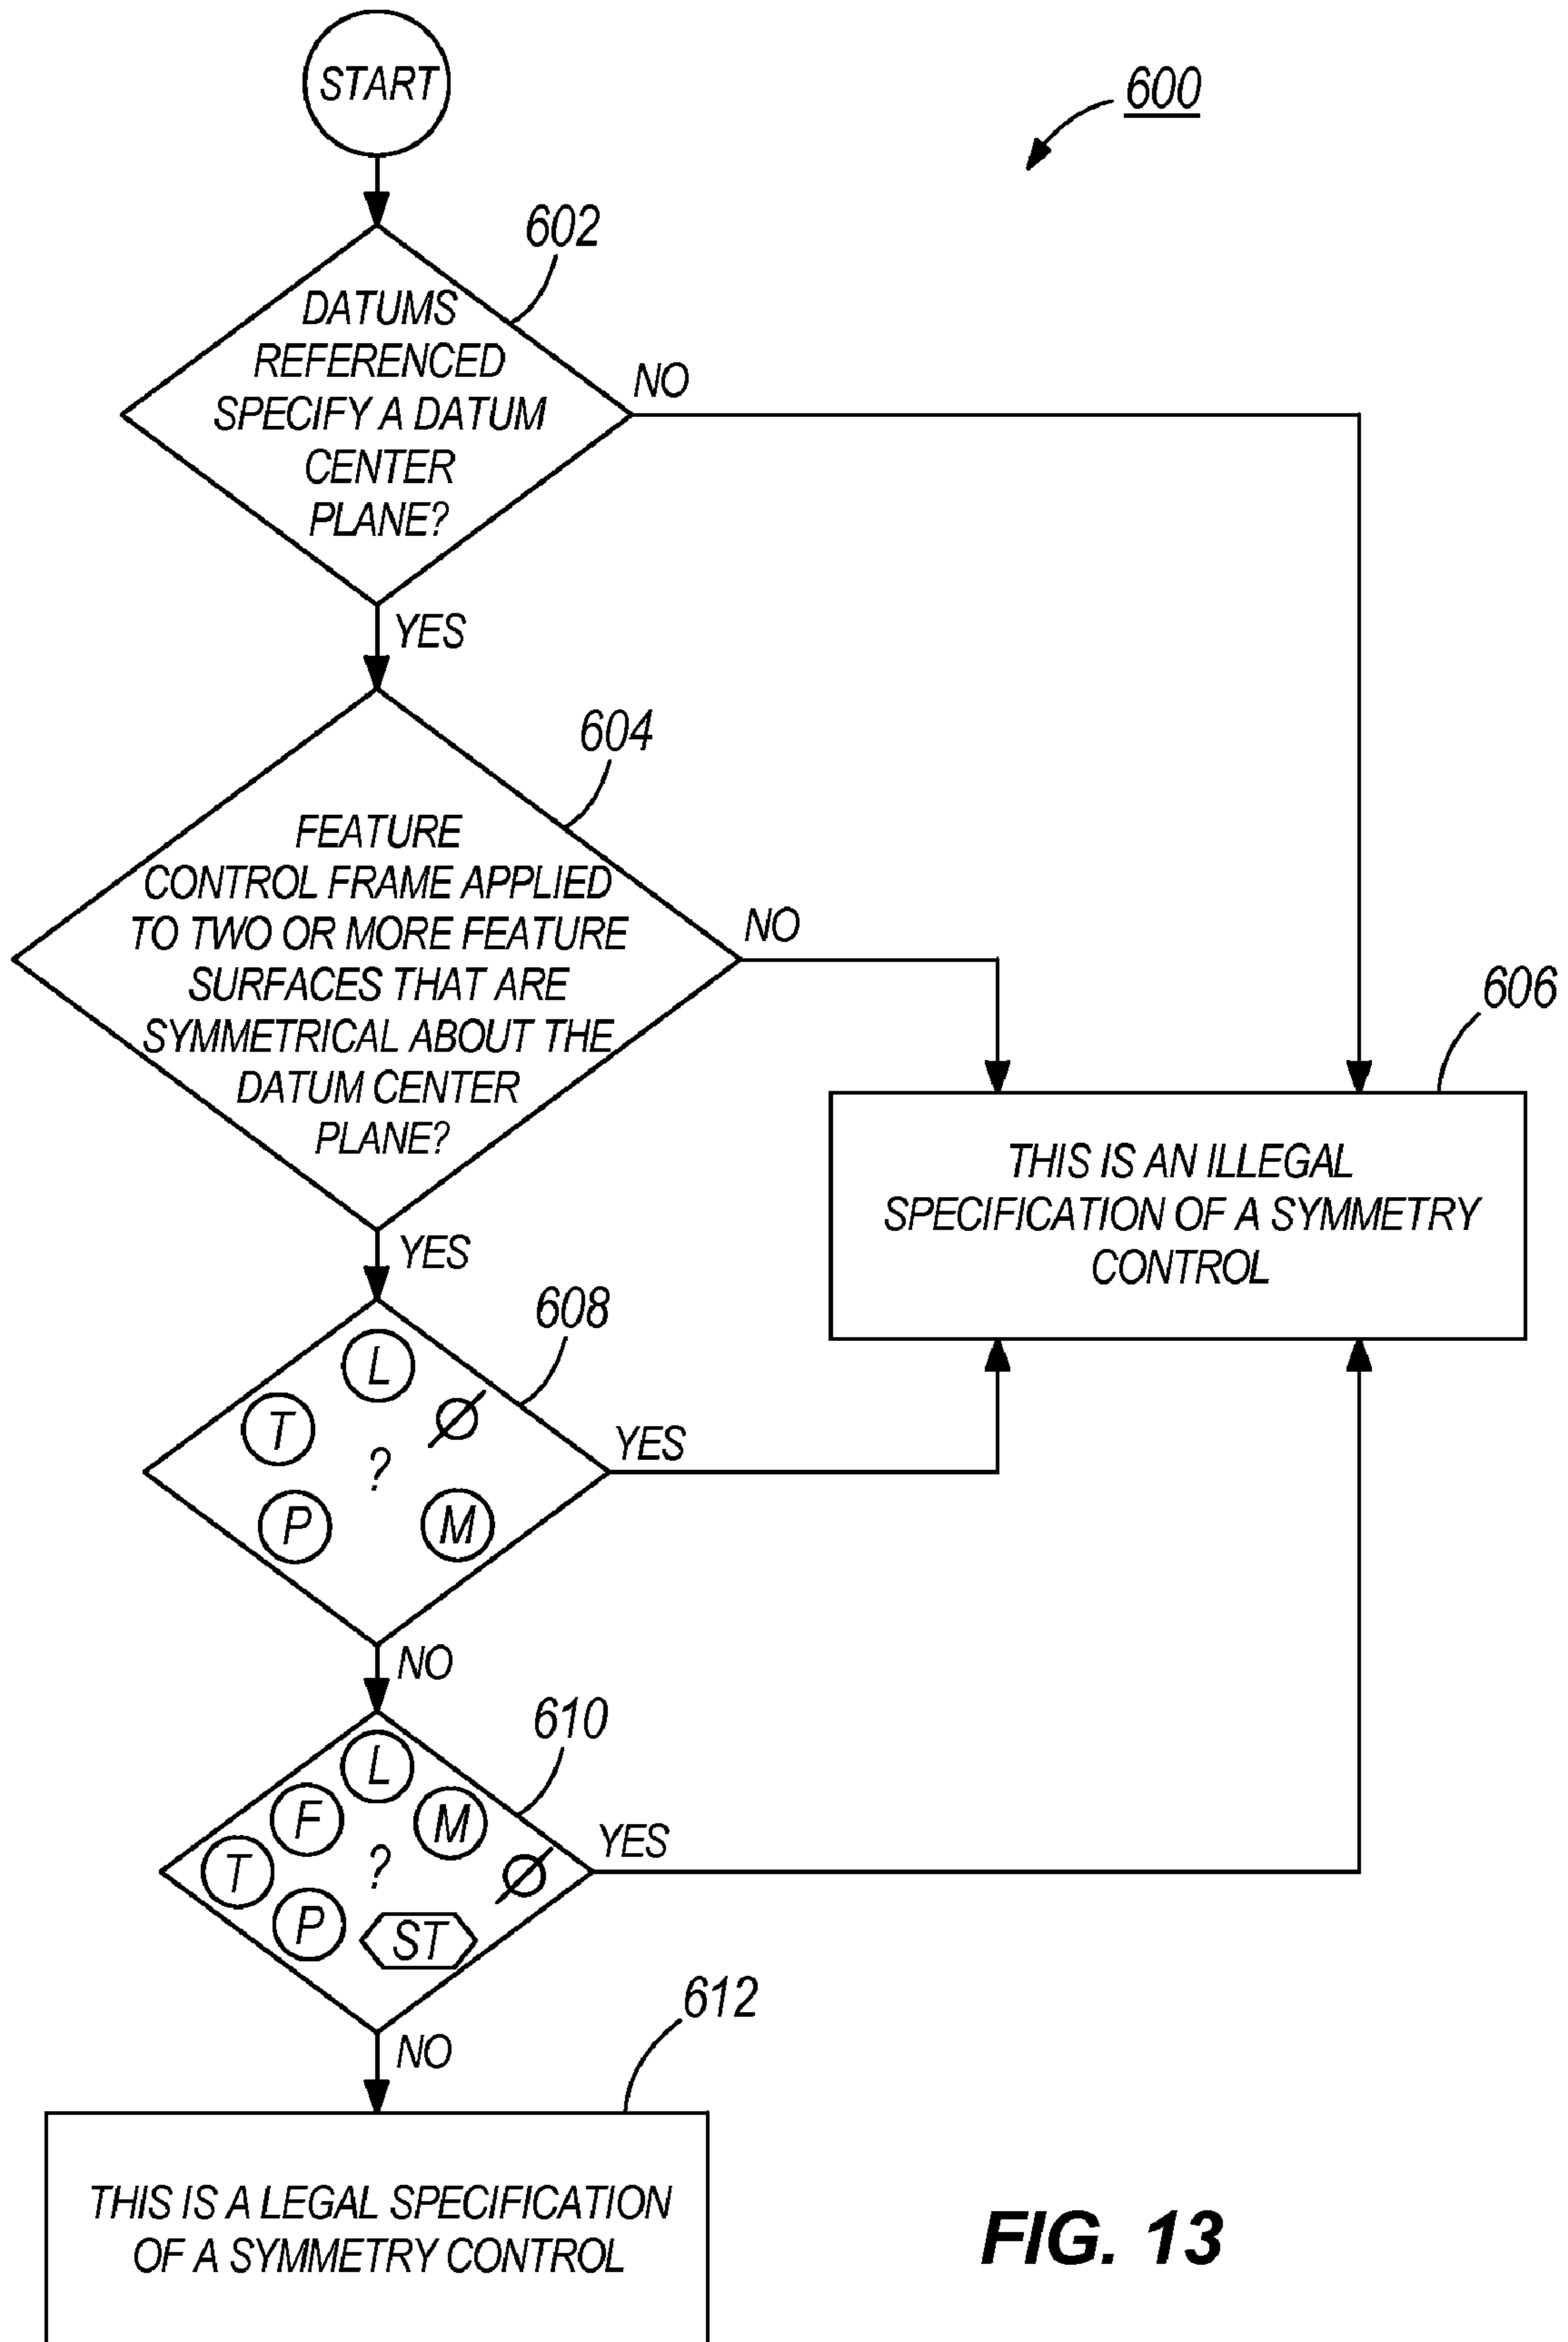 START
600
602
DATUMS
REFERENCED
SPECIFY A DATUM
CENTER
PLANE?
NO
YES
604
FEATURE
CONTROL FRAME APPLIED
TO TWO OR MORE FEATURE
SURFACES THAT ARE
SYMMETRICAL ABOUT THE
DATUM CENTER
PLANE?
NO
606
THIS IS AN ILLEGAL
SPECIFICATION OF A SYMMETRY
CONTROL
YES
608
L
T
∅
?
P
M
YES
NO
610
L
F
M
T
?
∅
P
ST
YES
NO
612
THIS IS A LEGAL SPECIFICATION
OF A SYMMETRY CONTROL
FIG. 13